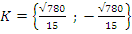 K = { √780/15 ; -√780/15 }